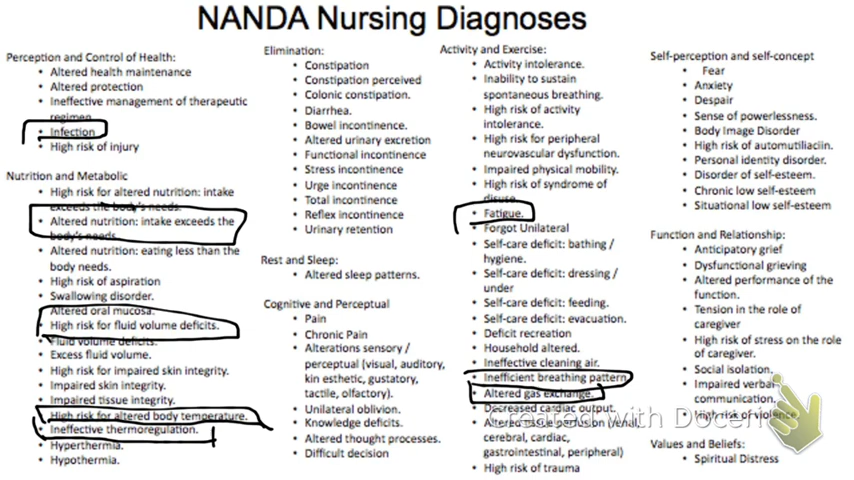 NANDA Nursing Diagnoses
Perception and Control of Health:
Altered health maintenance
Altered protection
Ineffective management of therapeutic
regimen
Infection
High risk of injury
Nutrition and Metabolic
High risk for altered nutrition: intake
exceeds the body's needs.
Altered nutrition: intake exceeds the
body's needs.
Altered nutrition: eating less than the
body needs.
High risk of aspiration
Swallowing disorder.
Altered oral mucosa.
High risk for fluid volume deficits.
Fluid volume deficits.
Excess fluid volume.
High risk for impaired skin integrity.
Impaired skin integrity.
Impaired tissue integrity.
High risk for altered body temperature.
Ineffective thermoregulation.
Hyperthermia.
Hypothermia.
Elimination:
Constipation
Constipation perceived
Colonic constipation.
Diarrhea.
Bowel incontinence.
Altered urinary excretion
Functional incontinence
Stress incontinence
Urge incontinence
Total incontinence
Reflex incontinence
Urinary retention
Rest and Sleep:
Altered sleep patterns.
Cognitive and Perceptual
Pain
Chronic Pain
Alterations sensory /
perceptual (visual, auditory,
kin esthetic, gustatory,
tactile, olfactory).
Unilateral oblivion.
Knowledge deficits.
Altered thought processes.
Difficult decision
Activity and Exercise:
Activity intolerance.
Inability to sustain
spontaneous breathing.
High risk of activity
intolerance.
High risk for peripheral
neurovascular dysfunction.
Impaired physical mobility.
High risk of syndrome of
disuse
Fatigue.
Forgot Unilateral
Self-care deficit: bathing /
hygiene.
Self-care deficit: dressing /
under
Self-care deficit: feeding.
Self-care deficit: evacuation.
Deficit recreation
Household altered.
Ineffective cleaning air.
Inefficient breathing pattern
Altered gas exchange.
Decreased cardiac output.
Altered tissue perfusion (renal,
cerebral, cardiac,
gastrointestinal, peripheral)
High risk of trauma
Self-perception and self-concept
Fear
Anxiety
Despair
Sense of powerlessness.
Body Image Disorder
High risk of automutiliaciin.
Personal identity disorder.
Disorder of self-esteem.
Chronic low self-esteem
Situational low self-esteem
Function and Relationship:
Anticipatory grief
Dysfunctional grieving
Altered performance of the
function.
Tension in the role of
caregiver
High risk of stress on the role
of caregiver.
Social isolation.
Impaired verbal
communication.
High risk of violence.
Values and Beliefs:
Spiritual Distress
Created with Doceri